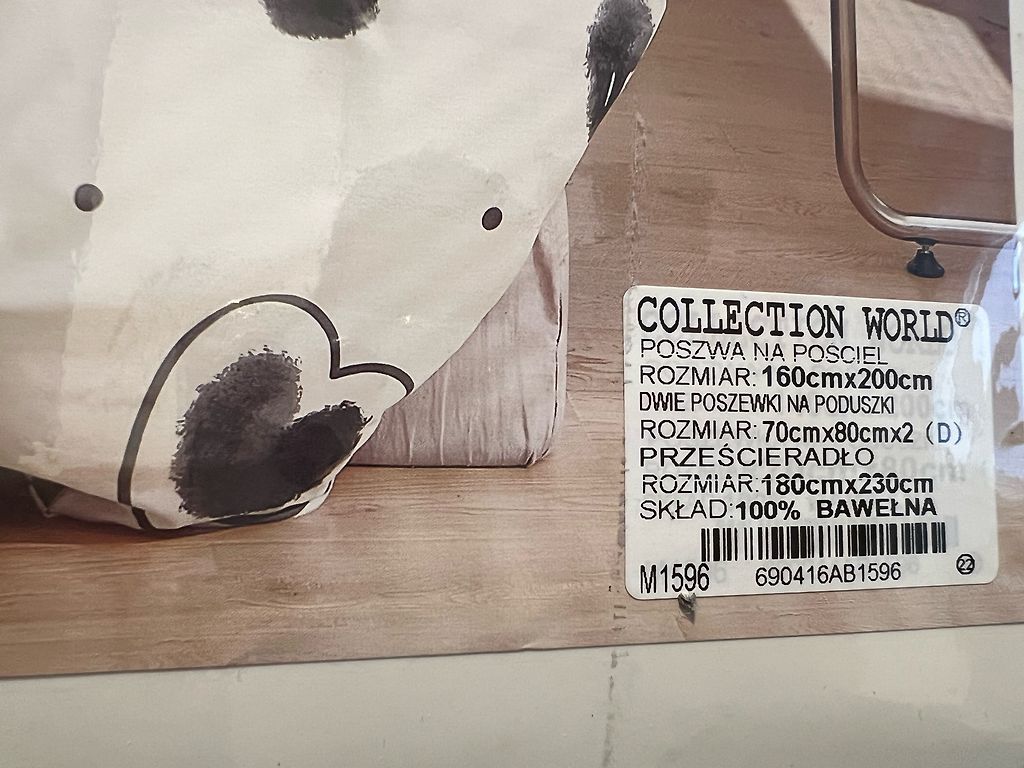 COLLECTION WORLD®
POSZWA NA POŚCIEL
ROZMIAR: 160cmx200cm
DWIE POSZEWKI NA PODUSZKI
ROZMIAR: 70cmx80cmx2 (D)
PRZEŚCIERADŁO
ROZMIAR:180cmx230cm
SKŁAD:100% BAWEŁNA
M1596 690416AB1596 22